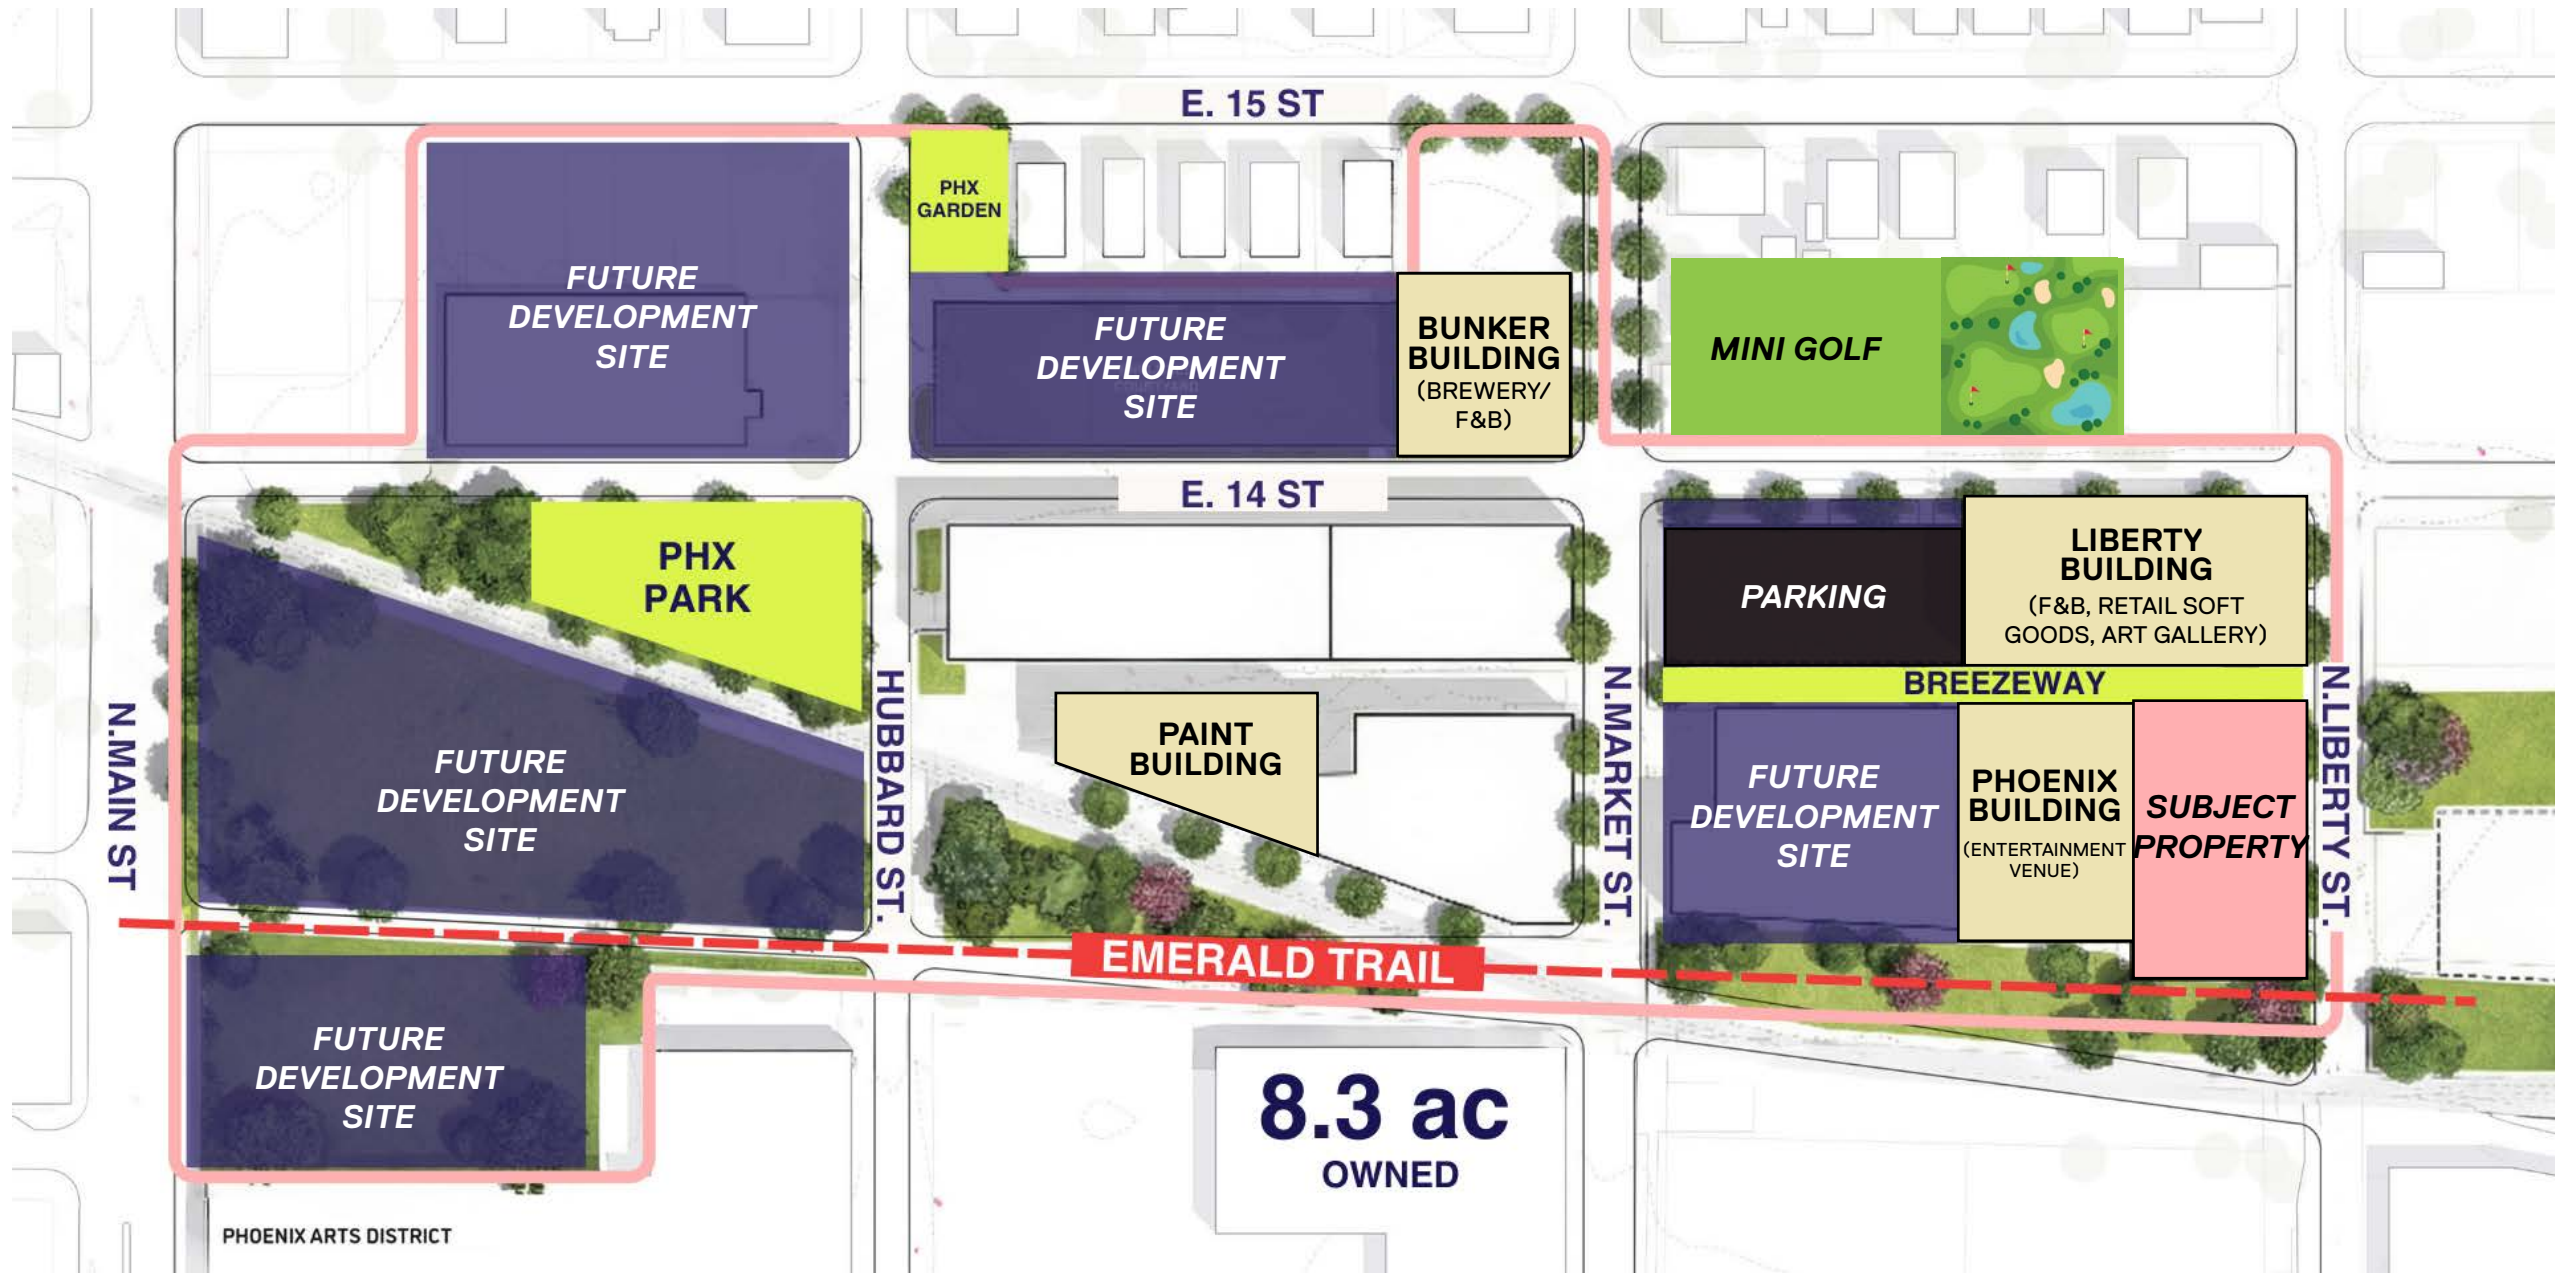 E. 15 ST
PHX
GARDEN
FUTURE
DEVELOPMENT
SITE
FUTURE
DEVELOPMENT
SITE
BUNKER
BUILDING
(BREWERY/
F&B)
MINI GOLF
E. 14 ST
PHX
PARK
LIBERTY
BUILDING
(F&B, RETAIL SOFT
GOODS, ART GALLERY)
PARKING
BREEZEWAY
N.MAIN ST
FUTURE
DEVELOPMENT
SITE
HUBBARD ST.
PAINT
BUILDING
N.MARKET ST.
FUTURE
DEVELOPMENT
SITE
PHOENIX
BUILDING
(ENTERTAINMENT
VENUE)
SUBJECT
PROPERTY
N.LIBERTY ST.
EMERALD TRAIL
FUTURE
DEVELOPMENT
SITE
8.3 ac
OWNED
PHOENIX ARTS DISTRICT